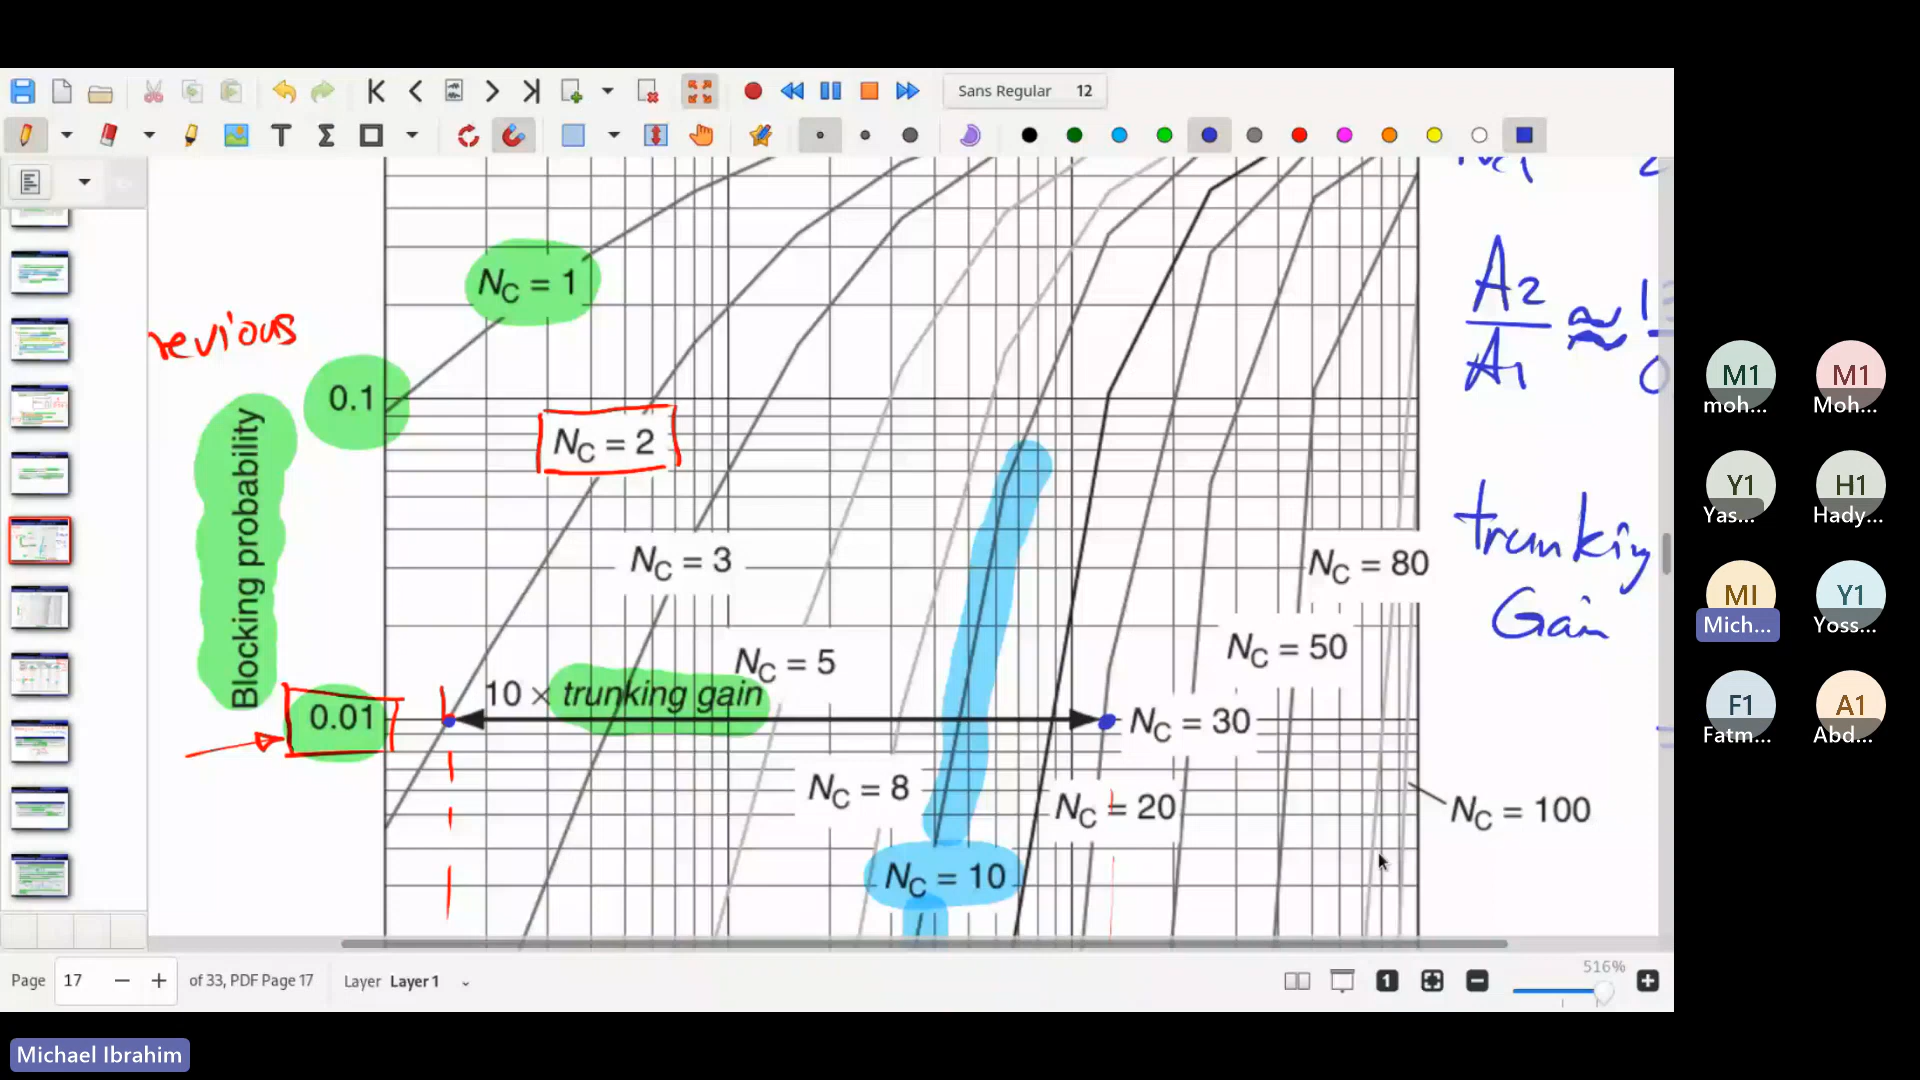 Sans Regular 12
revious
Blocking probability
0.1
0.01
N_C = 1
N_C = 2
N_C = 3
N_C = 5
10 × trunking gain
N_C = 8
N_C = 10
N_C = 20
N_C = 30
N_C = 50
N_C = 80
N_C = 100
A2
A1
≈
trunking
Gain
Page 17 of 33, PDF Page 17 Layer Layer 1
516%
M1
moh...
M1
Moh...
Y1
Yas...
H1
Hady...
MI
Mich...
Y1
Yoss...
F1
Fatm...
A1
Abd...
Michael Ibrahim